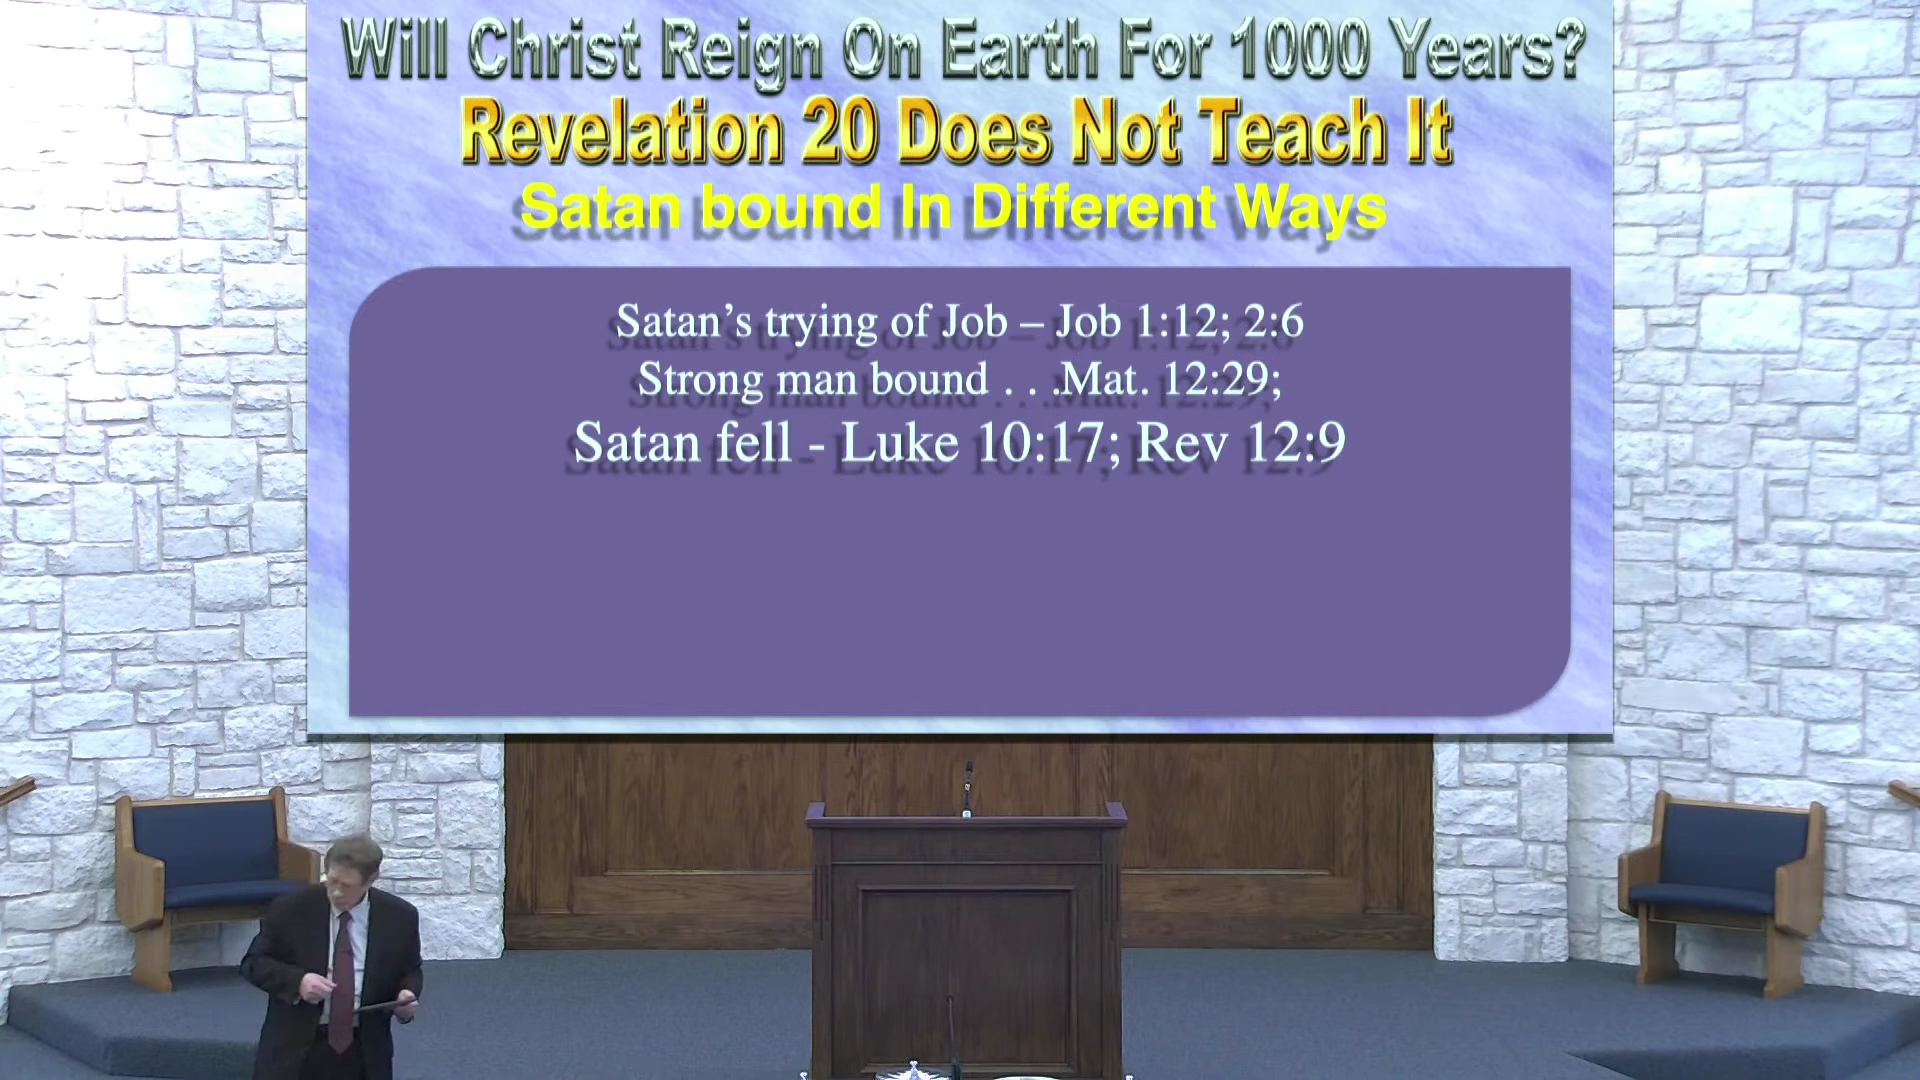 Will Christ Reign On Earth For 1000 Years?
Revelation 20 Does Not Teach It
Satan bound In Different Ways
Satan’s trying of Job – Job 1:12; 2:6
Strong man bound . . .Mat. 12:29;
Satan fell - Luke 10:17; Rev 12:9